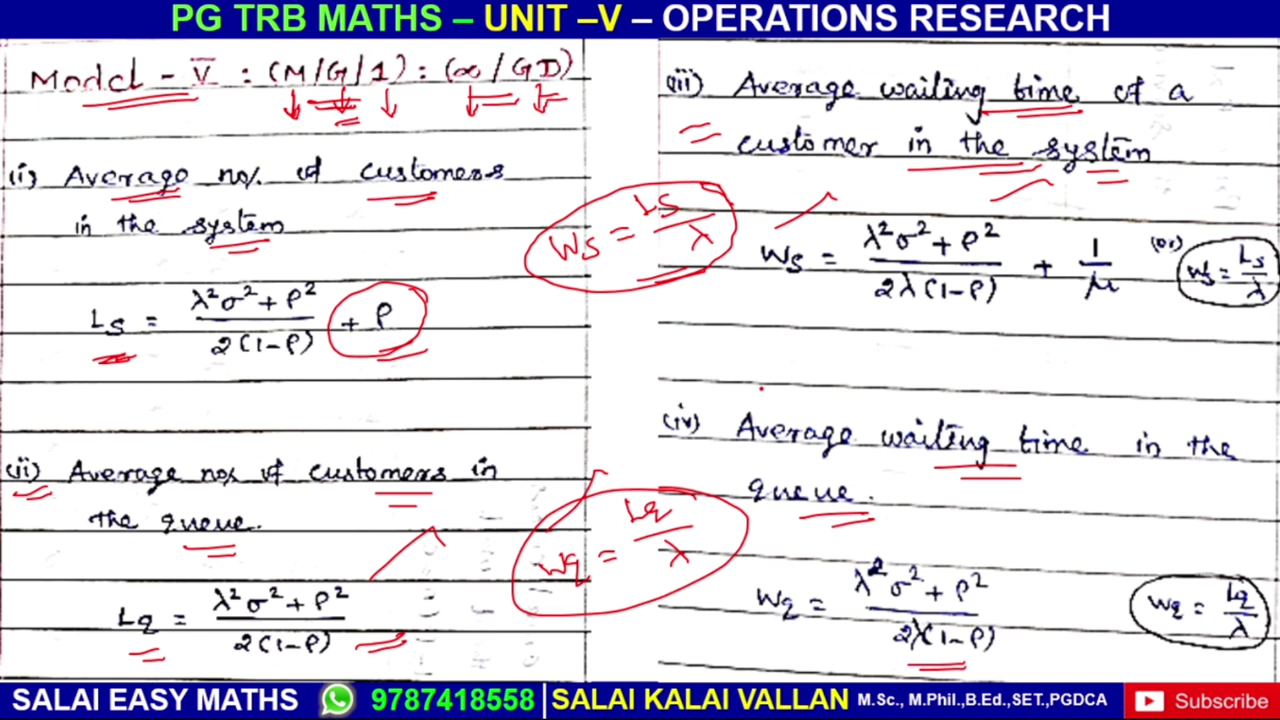 PG TRB MATHS – UNIT –V – OPERATIONS RESEARCH
Model - V : (M/G/1) : (∞/GD)
(i) Average no. of customers
in the system
Ls = λ²σ² + ρ² / 2(1-ρ) + ρ
(ii) Average no. of customers in
the queue.
Lq = λ²σ² + ρ² / 2(1-ρ)
Ws = Ls / λ
Wq = Lq / λ
(iii) Average waiting time of a
customer in the system
Ws = λ²σ² + ρ² / 2λ(1-ρ) + 1/μ (or) Ws = Ls / λ
(iv) Average waiting time in the
queue.
Wq = λ²σ² + ρ² / 2λ(1-ρ) Wq = Lq / λ
SALAI EASY MATHS 9787418558 | SALAI KALAI VALLAN M.Sc., M.Phil.,B.Ed.,SET.,PGDCA Subscribe